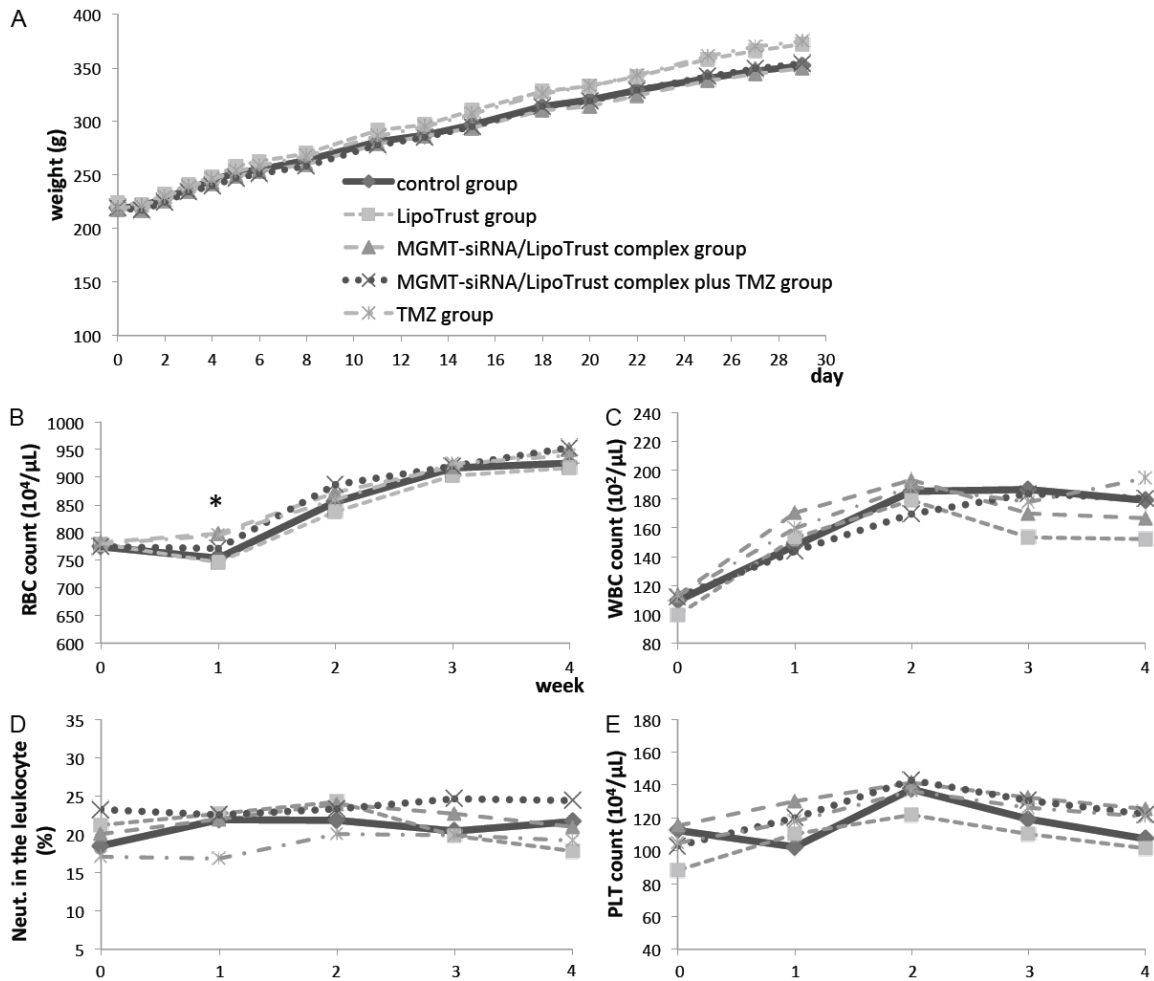 A
400
350
300
250
200
150
100
weight (g)
control group
LipoTrust group
MGMT-siRNA/LipoTrust complex group
MGMT-siRNA/LipoTrust complex plus TMZ group
TMZ group
0 2 4 6 8 10 12 14 16 18 20 22 24 26 28 30
day
B
1000
950
900
850
800
750
700
650
600
RBC count (10⁴/μL)
*
0 1 2 3 4
week
C
240
220
200
180
160
140
120
100
80
WBC count (10²/μL)
0 1 2 3 4
D
35
30
25
20
15
10
5
Neut. in the leukocyte
(%)
0 1 2 3 4
E
180
160
140
120
100
80
60
40
PLT count (10⁴/μL)
0 1 2 3 4